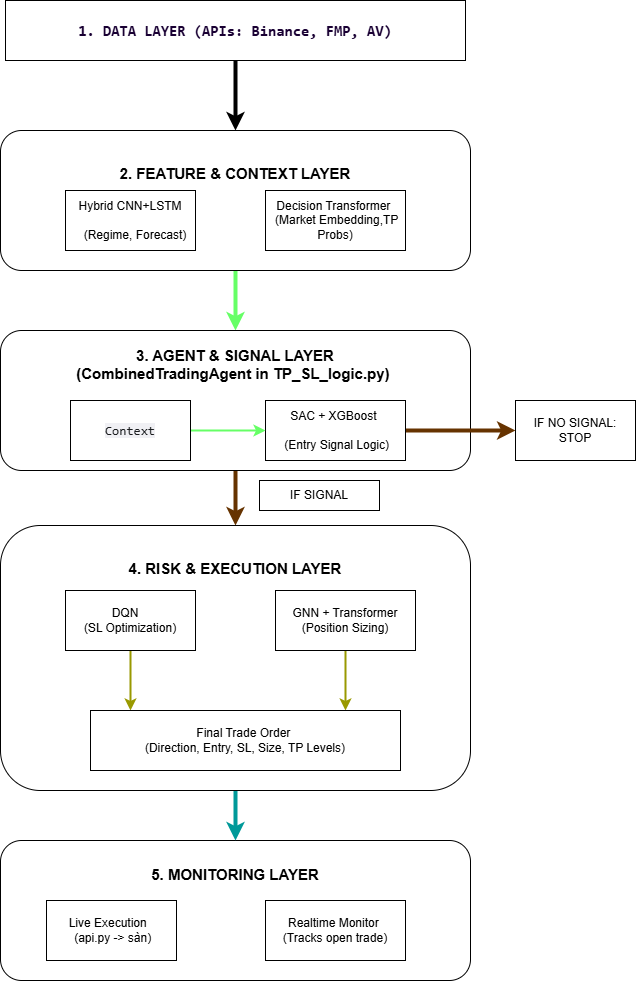 1. DATA LAYER (APIs: Binance, FMP, AV)
2. FEATURE & CONTEXT LAYER
Hybrid CNN+LSTM
(Regime, Forecast)
Decision Transformer
(Market Embedding,TP
Probs)
3. AGENT & SIGNAL LAYER
(CombinedTradingAgent in TP_SL_logic.py)
Context
SAC + XGBoost
(Entry Signal Logic)
IF NO SIGNAL:
STOP
IF SIGNAL
4. RISK & EXECUTION LAYER
DQN
(SL Optimization)
GNN + Transformer
(Position Sizing)
Final Trade Order
(Direction, Entry, SL, Size, TP Levels)
5. MONITORING LAYER
Live Execution
(api.py -> sàn)
Realtime Monitor
(Tracks open trade)